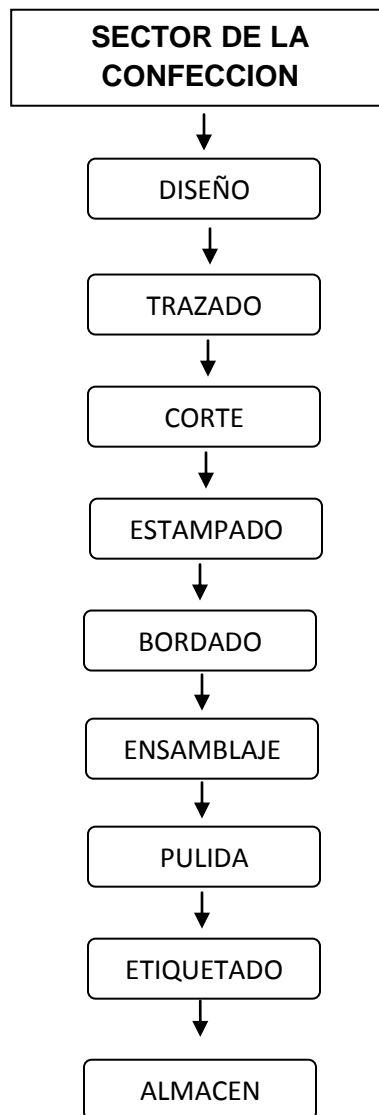 SECTOR DE LA
CONFECCION
DISEÑO
TRAZADO
CORTE
ESTAMPADO
BORDADO
ENSAMBLAJE
PULIDA
ETIQUETADO
ALMACEN